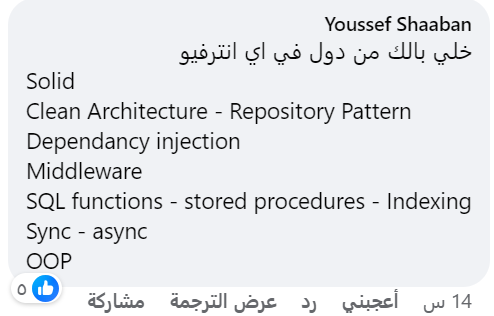 Youssef Shaaban
خلي بالك من دول في اي انترفيو
Solid
Clean Architecture - Repository Pattern
Dependancy injection
Middleware
SQL functions - stored procedures - Indexing
Sync - async
OOP
14 س أعجبني رد عرض الترجمة مشاركة ٥